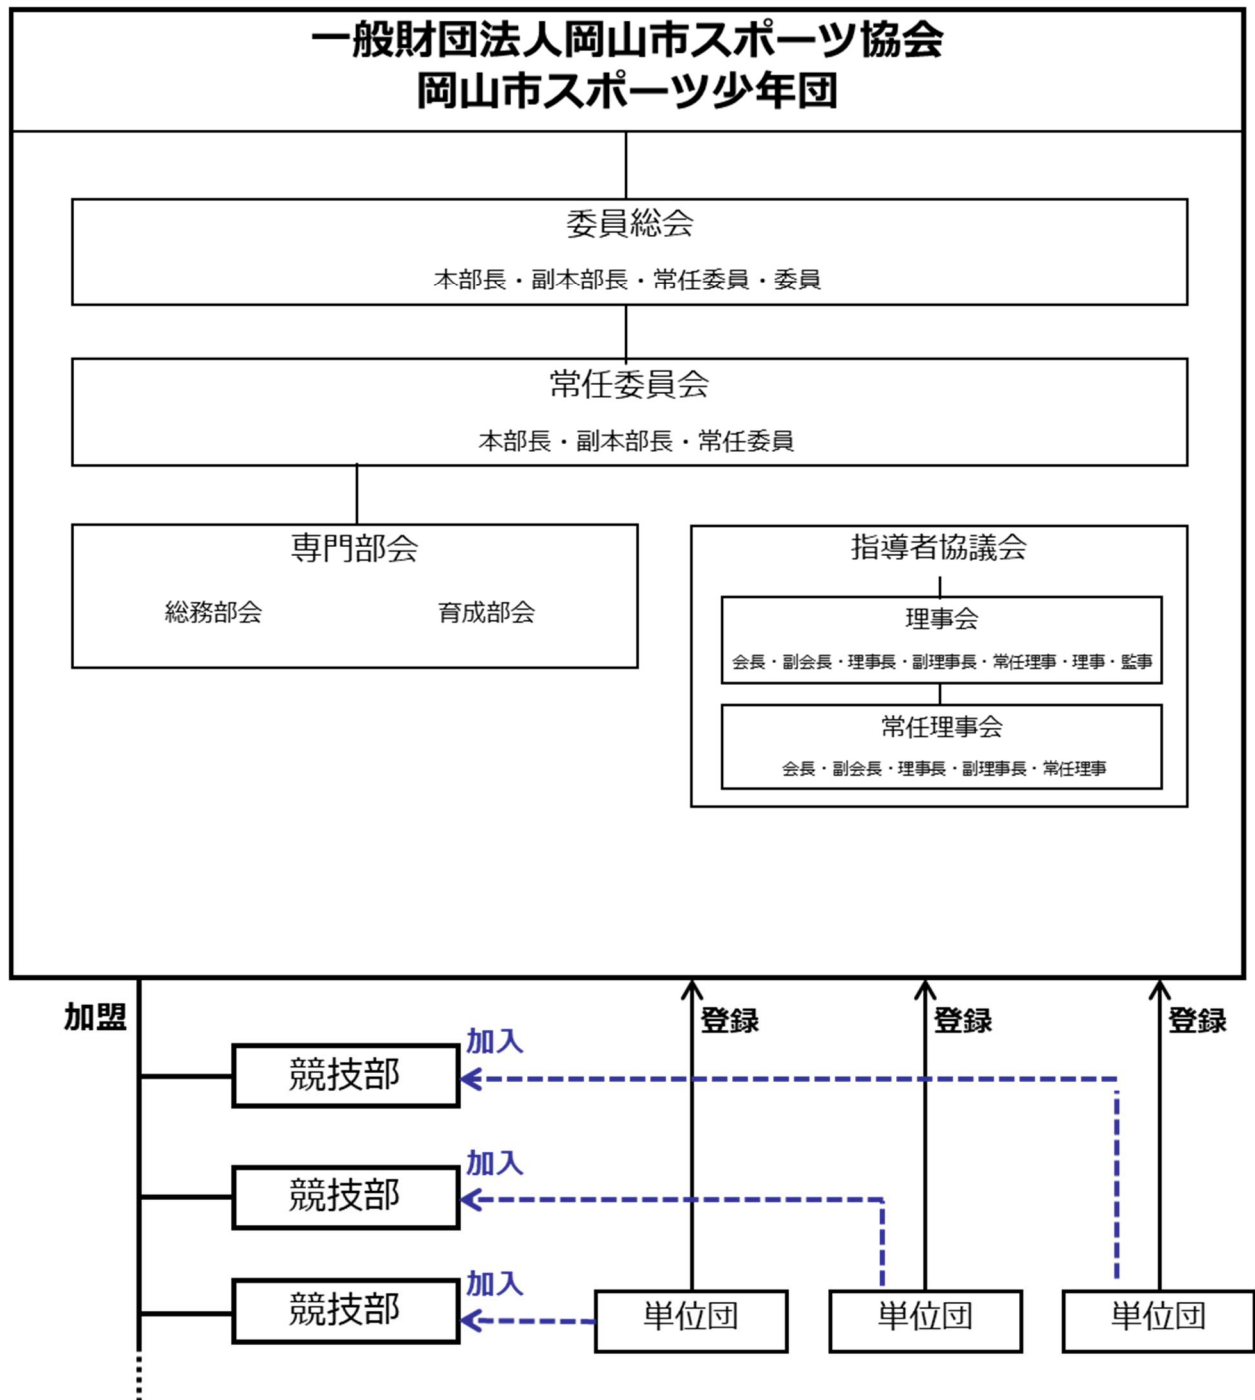 一般財団法人岡山市スポーツ協会
岡山市スポーツ少年団
委員総会
本部長・副本部長・常任委員・委員
常任委員会
本部長・副本部長・常任委員
専門部会
総務部会
育成部会
指導者協議会
理事会
会長・副会長・理事長・副理事長・常任理事・理事・監事
常任理事会
会長・副会長・理事長・副理事長・常任理事
加盟
登録
登録
登録
加入
競技部
加入
競技部
加入
競技部
単位団
単位団
単位団